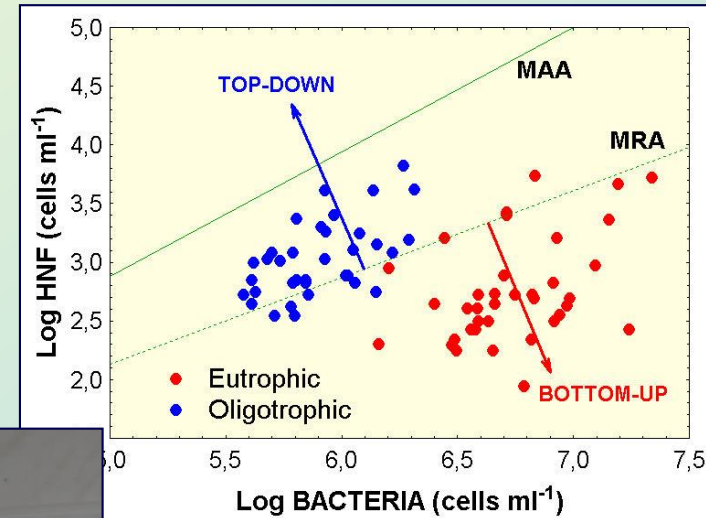 5,0
4,5
4,0
3,5
3,0
2,5
2,0
Log HNF (cells ml⁻¹)
TOP-DOWN
MAA
MRA
BOTTOM-UP
Eutrophic
Oligotrophic
5,0 5,5 6,0 6,5 7,0 7,5
Log BACTERIA (cells ml⁻¹)